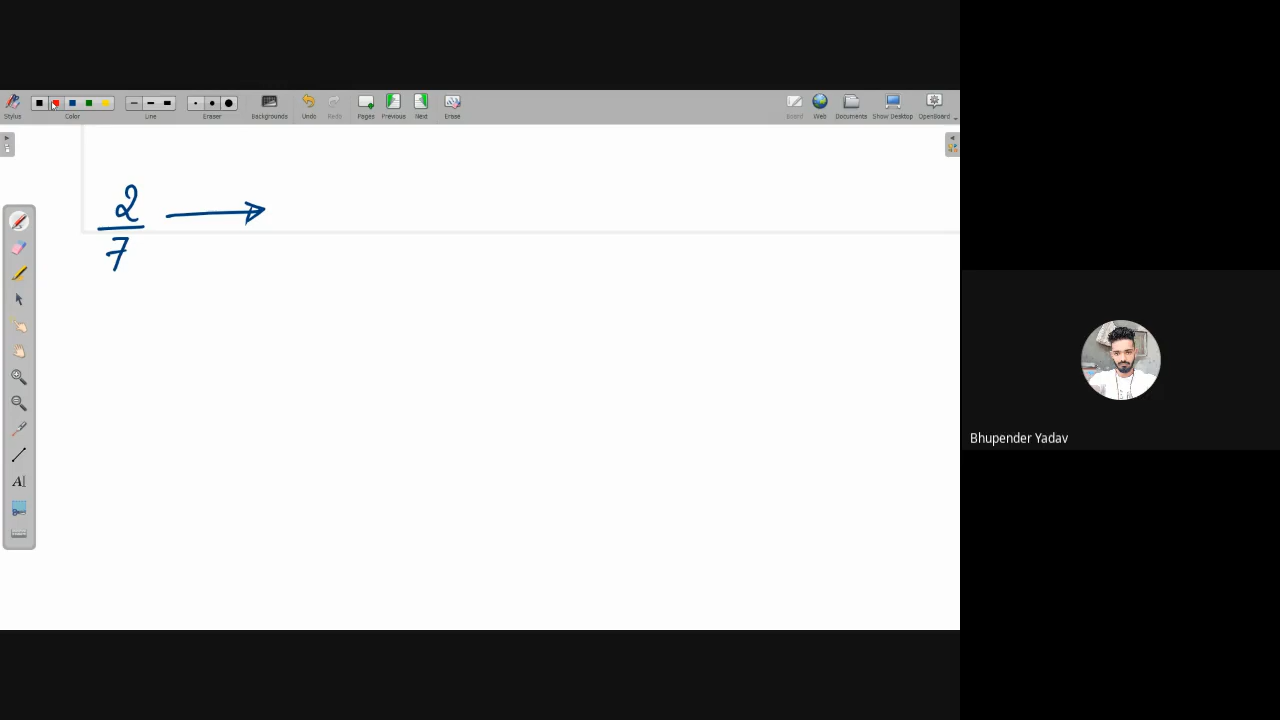 Stylus Color Line Eraser Backgrounds Undo Redo Pages Previous Next Erase Board Web Documents Show Desktop OpenBoard
2
7
AI
Bhupender Yadav